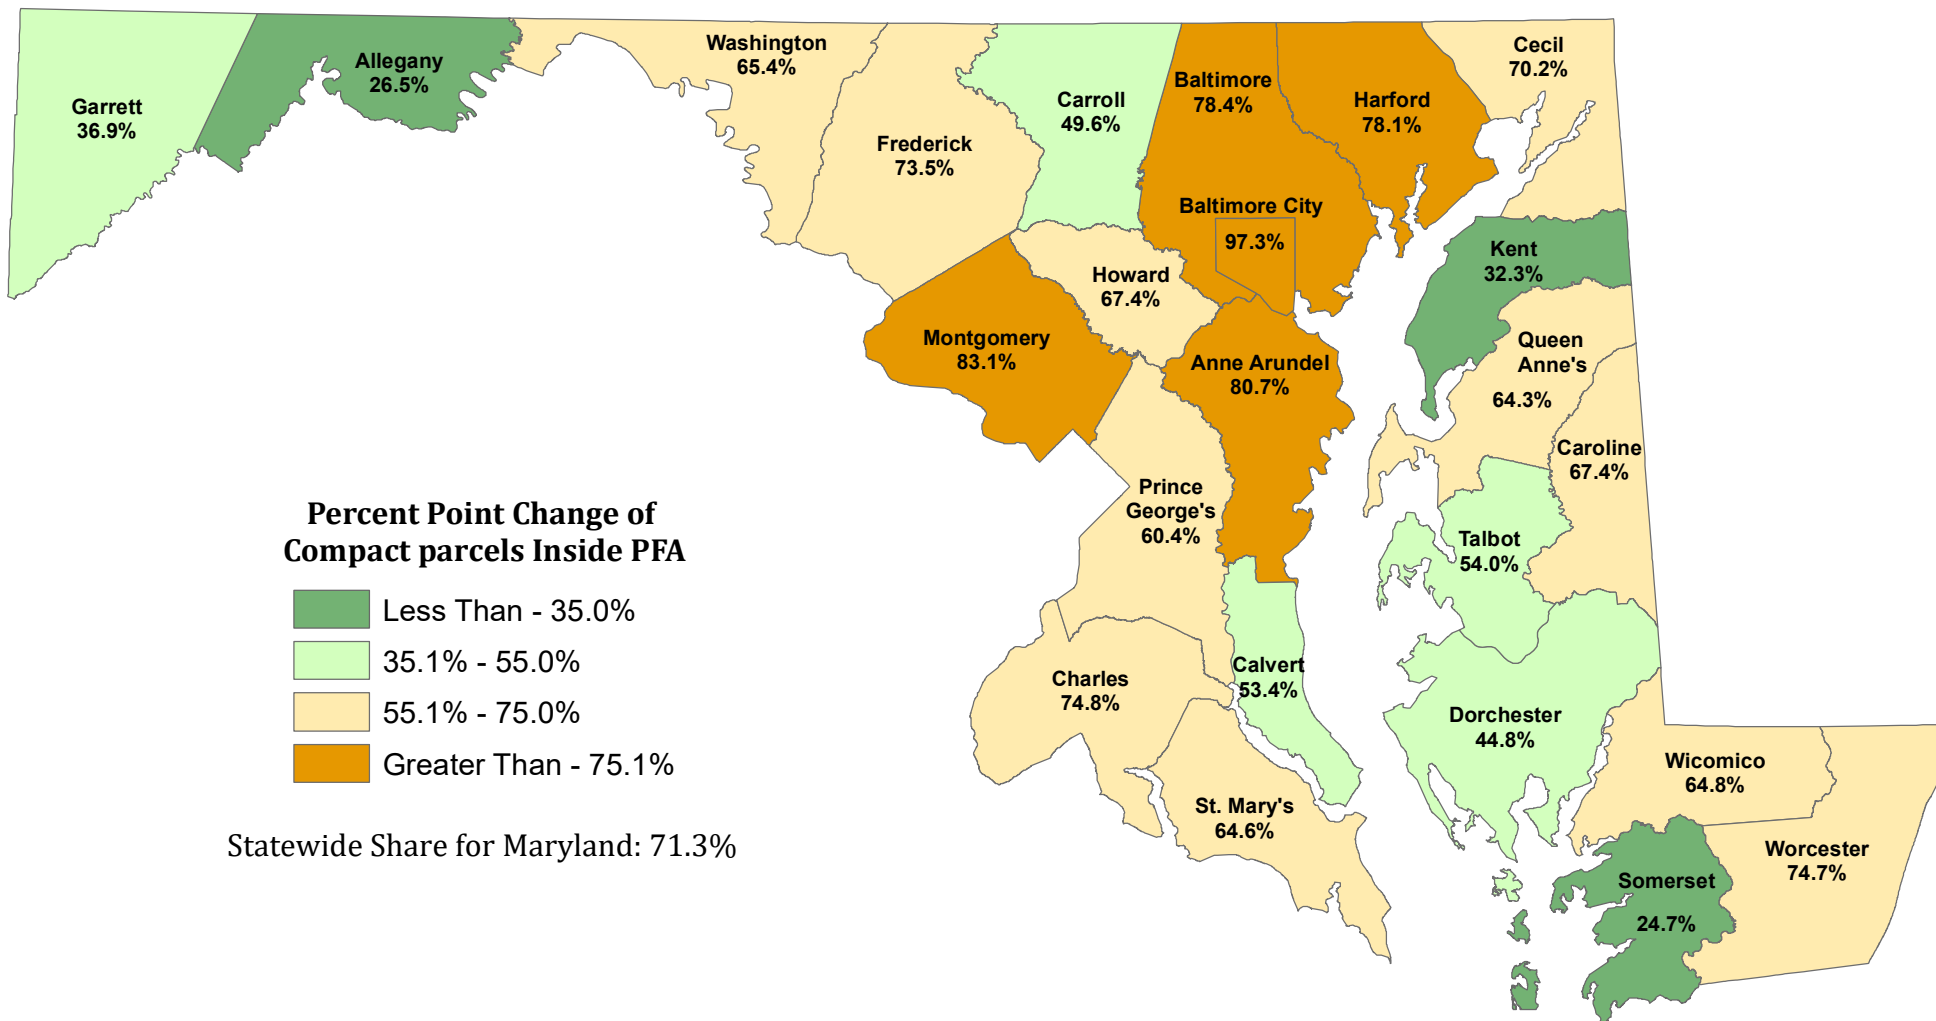 Washington
65.4%
Cecil
70.2%
Allegany
26.5%
Baltimore
78.4%
Harford
78.1%
Garrett
36.9%
Carroll
49.6%
Frederick
73.5%
Baltimore City
97.3%
Kent
32.3%
Howard
67.4%
Montgomery
83.1%
Anne Arundel
80.7%
Queen
Anne's
64.3%
Caroline
67.4%
Prince
George's
60.4%
Talbot
54.0%
Percent Point Change of
Compact parcels Inside PFA
Less Than - 35.0%
35.1% - 55.0%
55.1% - 75.0%
Greater Than - 75.1%
Statewide Share for Maryland: 71.3%
Charles
74.8%
Calvert
53.4%
Dorchester
44.8%
Wicomico
64.8%
St. Mary's
64.6%
Worcester
74.7%
Somerset
24.7%